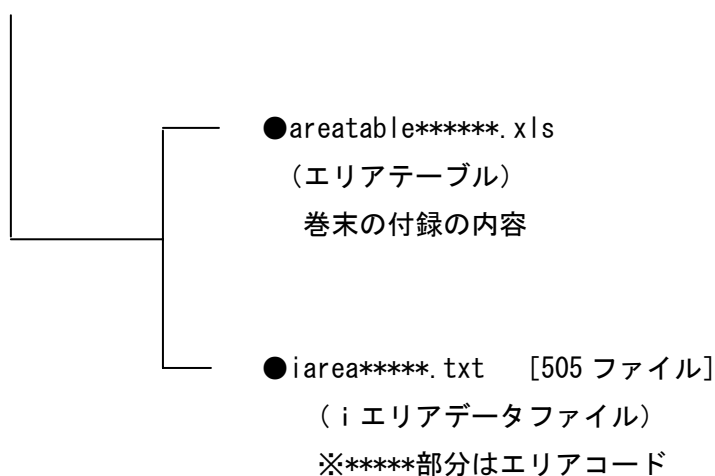 ●areatable******.xls
(エリアテーブル)
巻末の付録の内容
●iarea*****.txt [505 ファイル]
(iエリアデータファイル)
※*****部分はエリアコード